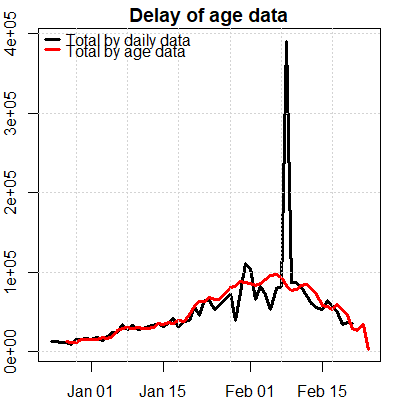 Delay of age data
Total by daily data
Total by age data
4e+05
3e+05
2e+05
1e+05
0e+00
Jan 01 Jan 15 Feb 01 Feb 15